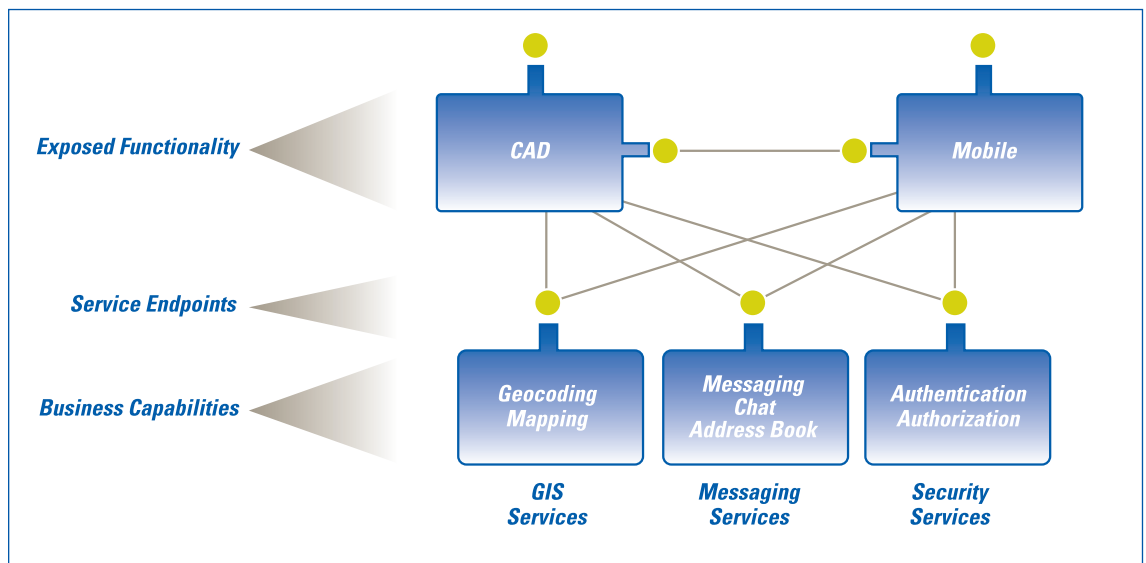 Exposed Functionality
CAD
Mobile
Service Endpoints
Business Capabilities
Geocoding
Mapping
Messaging
Chat
Address Book
Authentication
Authorization
GIS
Services
Messaging
Services
Security
Services